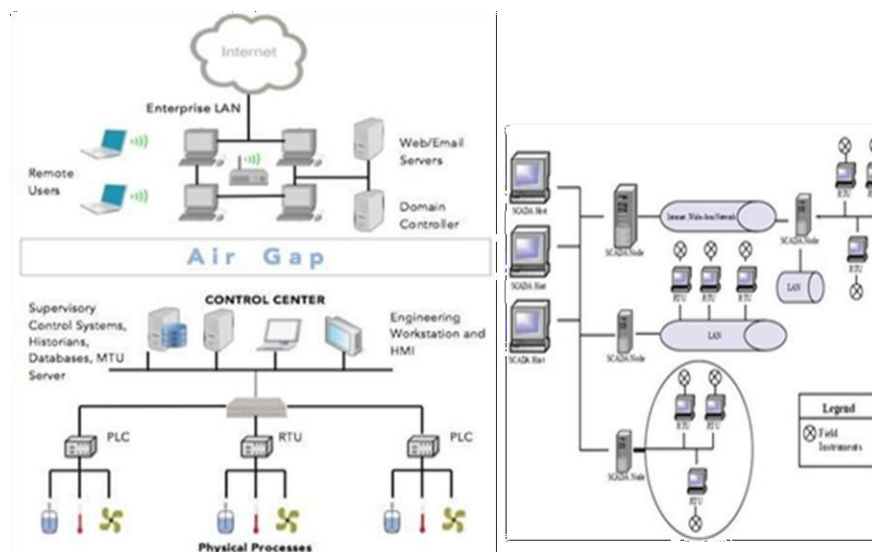 Internet
Enterprise LAN
Remote
Users
Web/Email
Servers
Domain
Controller
Air Gap
CONTROL CENTER
Supervisory
Control Systems,
Historians,
Databases, MTU
Server
Engineering
Workstation and
HMI
PLC
RTU
PLC
Physical Processes
SCADA Host
SCADA Host
SCADA Host
SCADA Node
SCADA Node
RTU
RTU
RTU
RTU
RTU
LAN
SCADA Node
LAN
RTU
RTU
SCADA Node
RTU
Legend
Field
Instruments